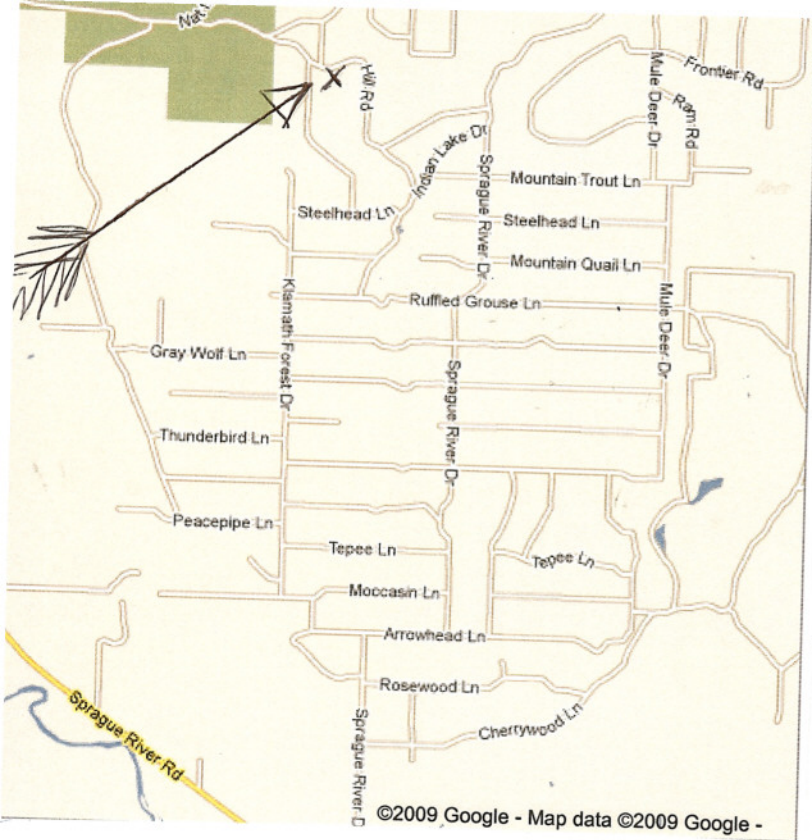 Nat'l
Hill Rd
Mule Deer Dr
Frontier Rd
Ram Rd
Indian Lake Dr
Sprague River Dr
Mountain Trout Ln
Steelhead Ln
Steelhead Ln
Mountain Quail Ln
Klamath Forest Dr
Ruffled Grouse Ln
Mule Deer Dr
Gray Wolf Ln
Sprague River Dr
Thunderbird Ln
Peacepipe Ln
Tepee Ln
Tepee Ln
Moccasin Ln
Arrowhead Ln
Rosewood Ln
Sprague River Rd
Sprague River D
Cherrywood Ln
©2009 Google - Map data ©2009 Google -